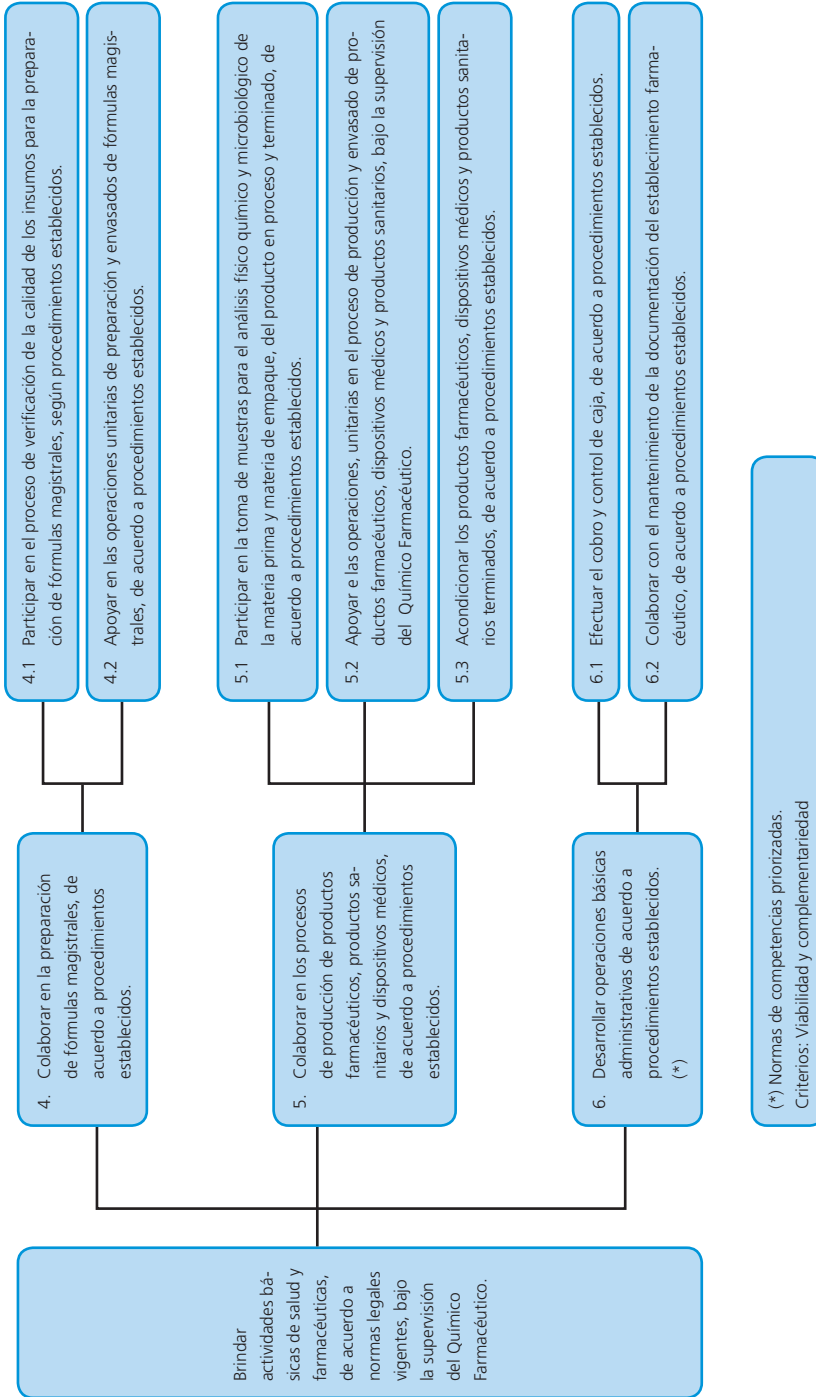 Brindar
actividades bá-
sicas de salud y
farmacéuticas,
de acuerdo a
normas legales
vigentes, bajo
la supervisión
del Químico
Farmacéutico.
4. Colaborar en la preparación
de fórmulas magistrales, de
acuerdo a procedimientos
establecidos.
4.1 Participar en el proceso de verificación de la calidad de los insumos para la prepara-
ción de fórmulas magistrales, según procedimientos establecidos.
4.2 Apoyar en las operaciones unitarias de preparación y envasados de fórmulas magis-
trales, de acuerdo a procedimientos establecidos.
5. Colaborar en los procesos
de producción de productos
farmacéuticos, productos sa-
nitarios y dispositivos médicos,
de acuerdo a procedimientos
establecidos.
5.1 Participar en la toma de muestras para el análisis físico químico y microbiológico de
la materia prima y materia de empaque, del producto en proceso y terminado, de
acuerdo a procedimientos establecidos.
5.2 Apoyar e las operaciones, unitarias en el proceso de producción y envasado de pro-
ductos farmacéuticos, dispositivos médicos y productos sanitarios, bajo la supervisión
del Químico Farmacéutico.
5.3 Acondicionar los productos farmacéuticos, dispositivos médicos y productos sanita-
rios terminados, de acuerdo a procedimientos establecidos.
6. Desarrollar operaciones básicas
administrativas de acuerdo a
procedimientos establecidos.
(*)
6.1 Efectuar el cobro y control de caja, de acuerdo a procedimientos establecidos.
6.2 Colaborar con el mantenimiento de la documentación del establecimiento farma-
céutico, de acuerdo a procedimientos establecidos.
(*) Normas de competencias priorizadas.
Criterios: Viabilidad y complementariedad